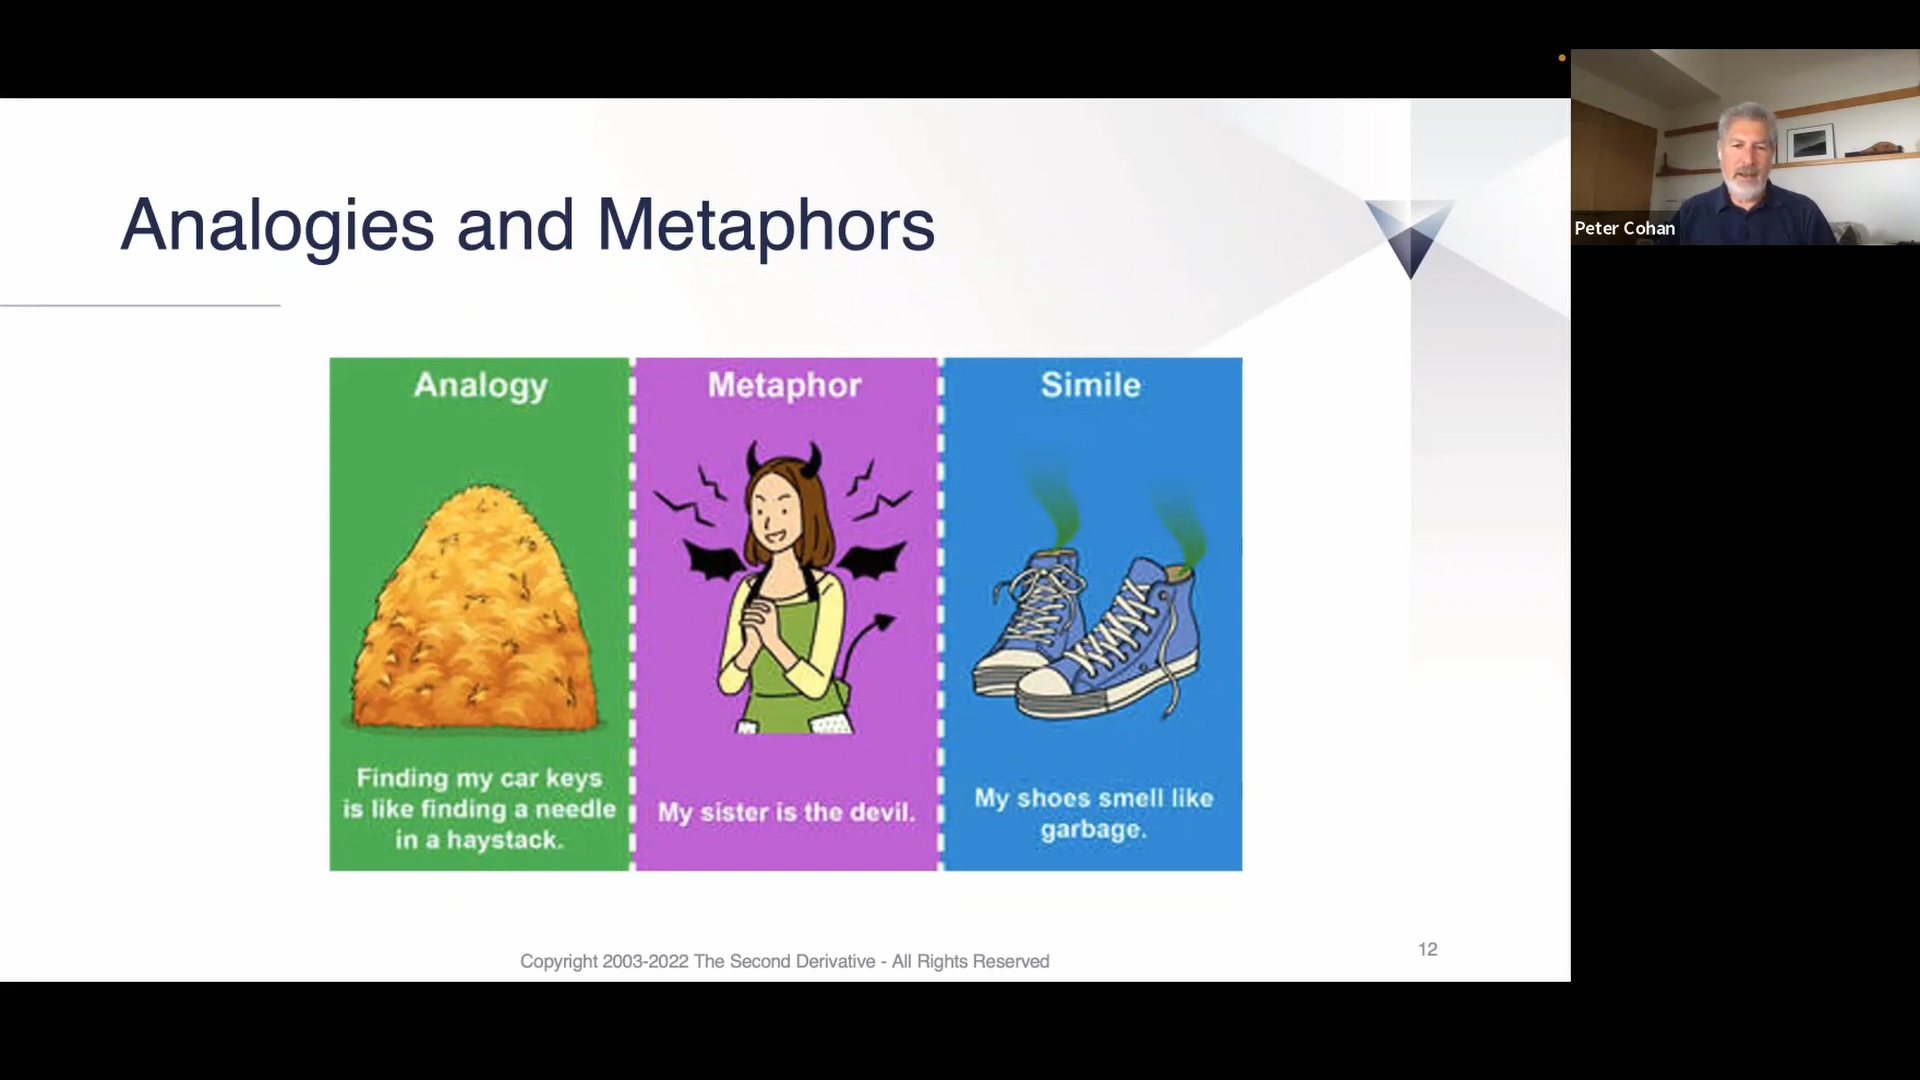 Analogies and Metaphors
Analogy
Finding my car keys
is like finding a needle
in a haystack.
Metaphor
My sister is the devil.
Simile
My shoes smell like
garbage.
Copyright 2003-2022 The Second Derivative - All Rights Reserved
12
Peter Cohan